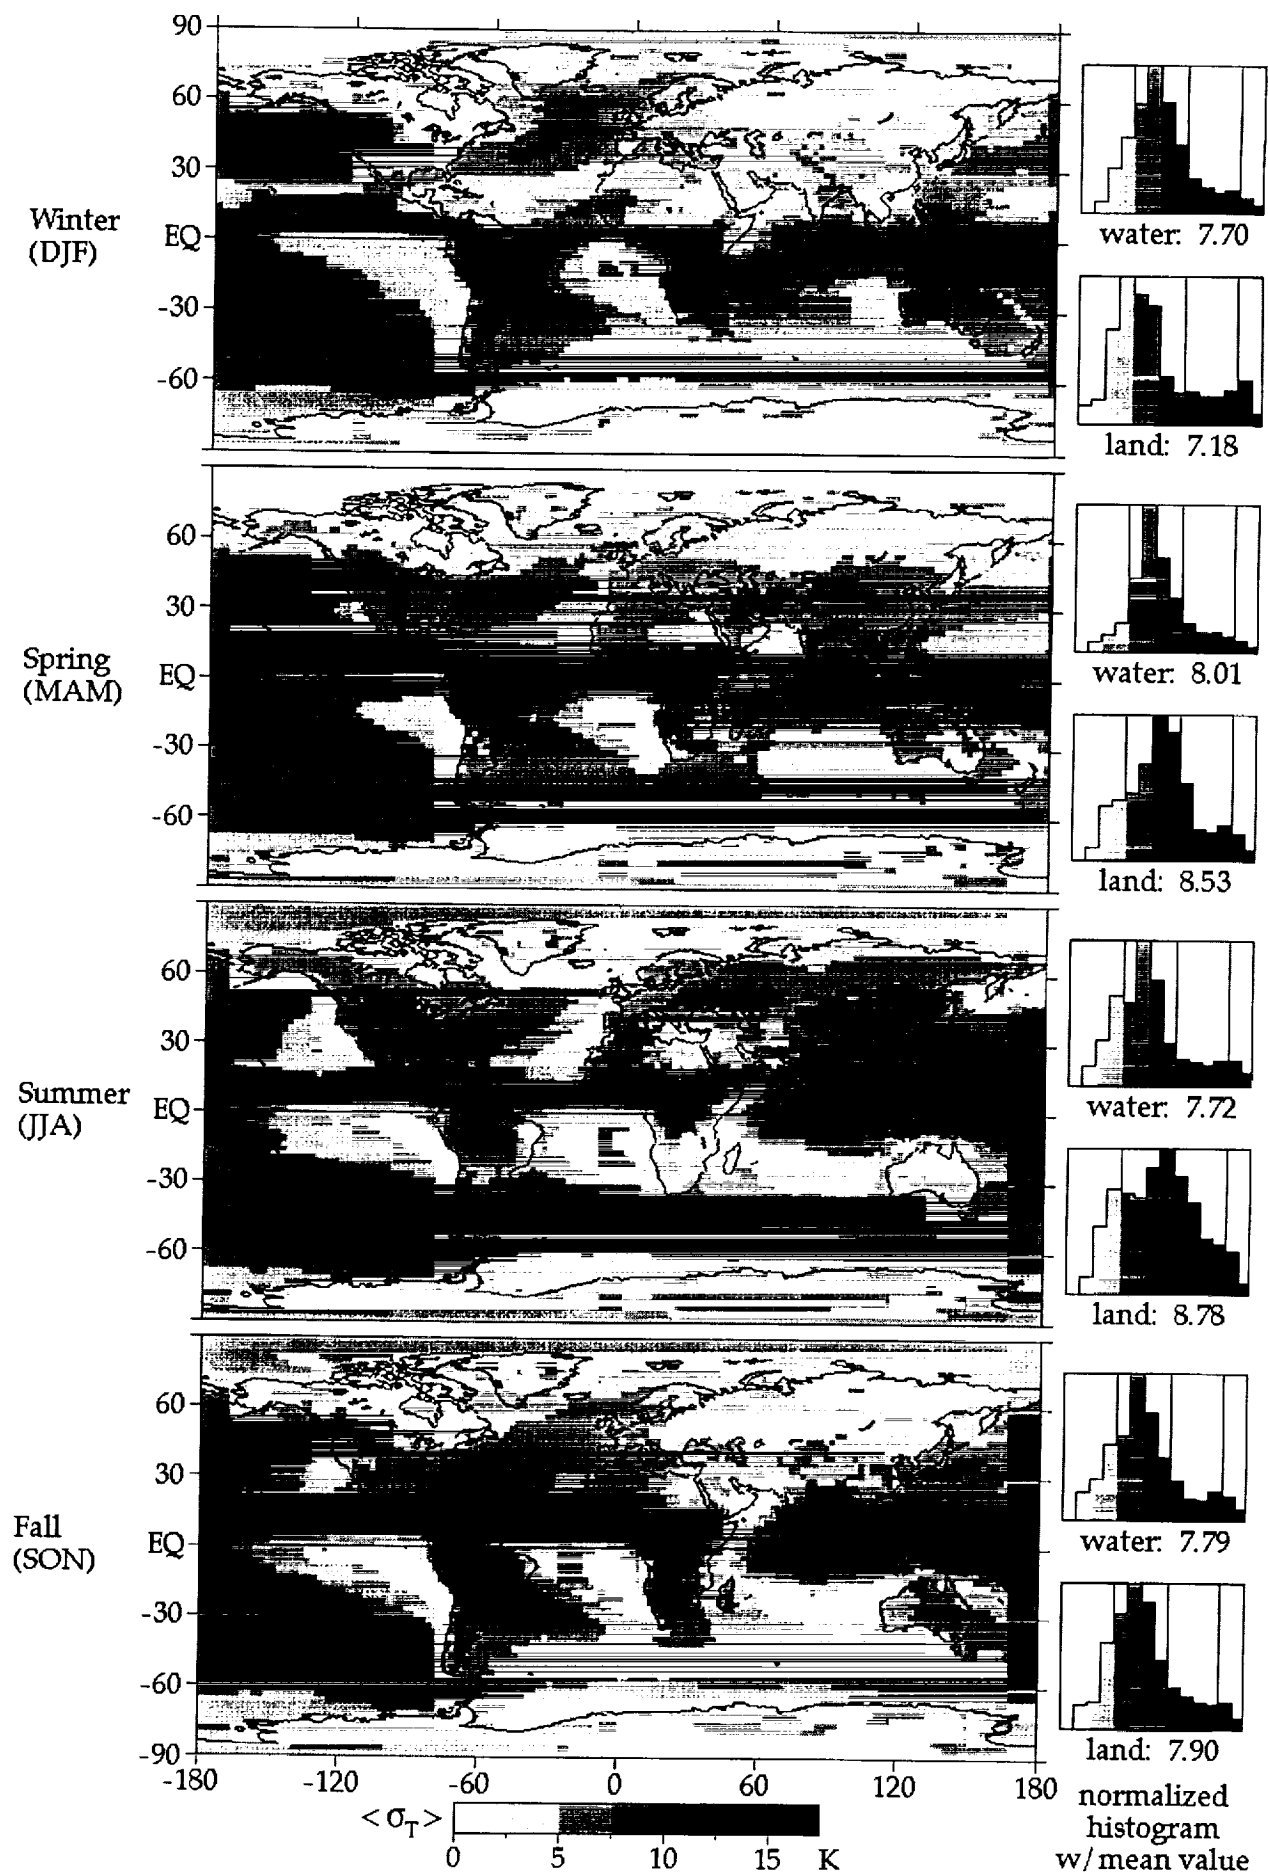 90
60
30
EQ
-30
-60
Winter
(DJF)
water: 7.70
land: 7.18
60
30
EQ
-30
-60
Spring
(MAM)
water: 8.01
land: 8.53
60
30
EQ
-30
-60
Summer
(JJA)
water: 7.72
land: 8.78
60
30
EQ
-30
-60
-90
Fall
(SON)
water: 7.79
land: 7.90
-180 -120 -60 0 60 120 180
< σT >
0 5 10 15 K
normalized
histogram
w/ mean value